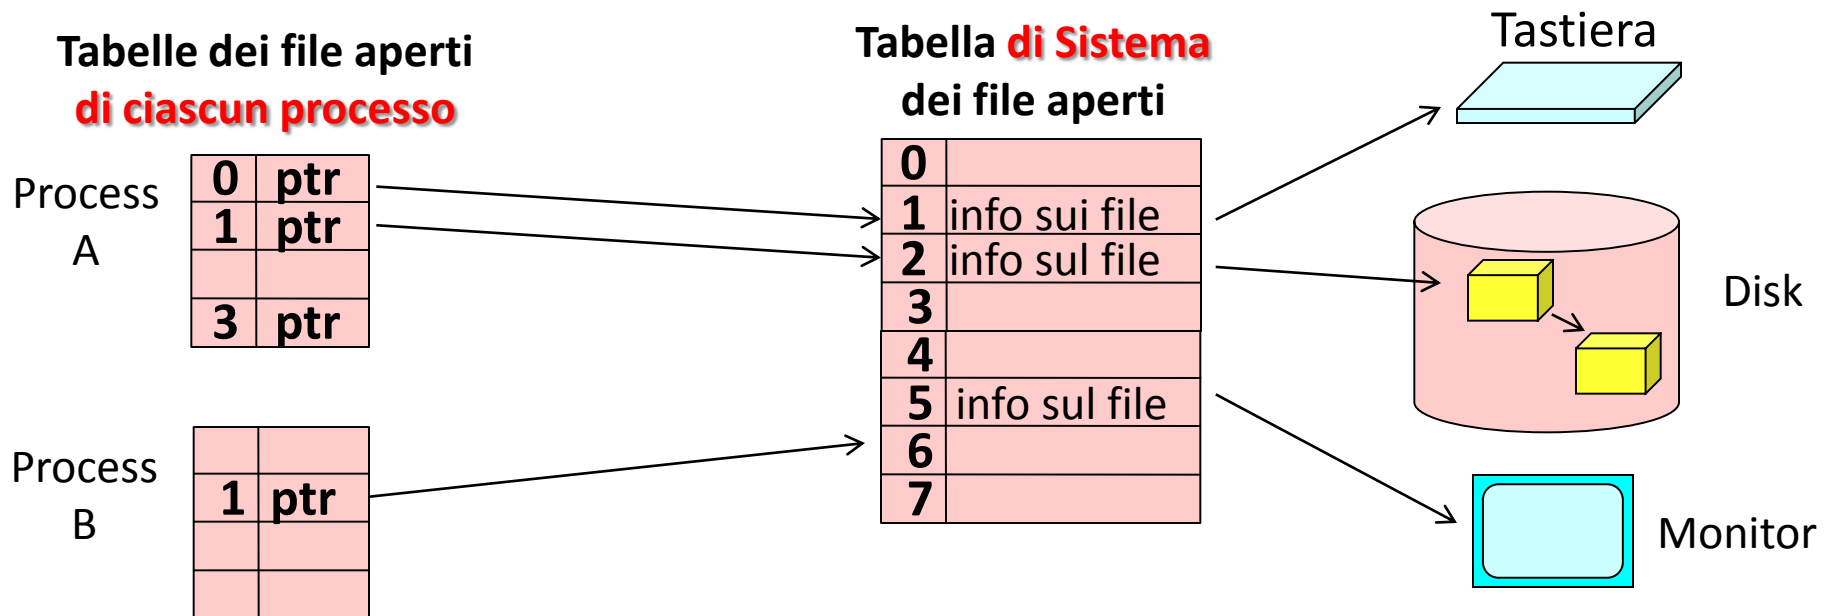 Tabelle dei file aperti
di ciascun processo
Process
A
0 ptr
1 ptr
3 ptr
Process
B
1 ptr
Tabella di Sistema
dei file aperti
0
1 info sui file
2 info sul file
3
4
5 info sul file
6
7
Tastiera
Disk
Monitor